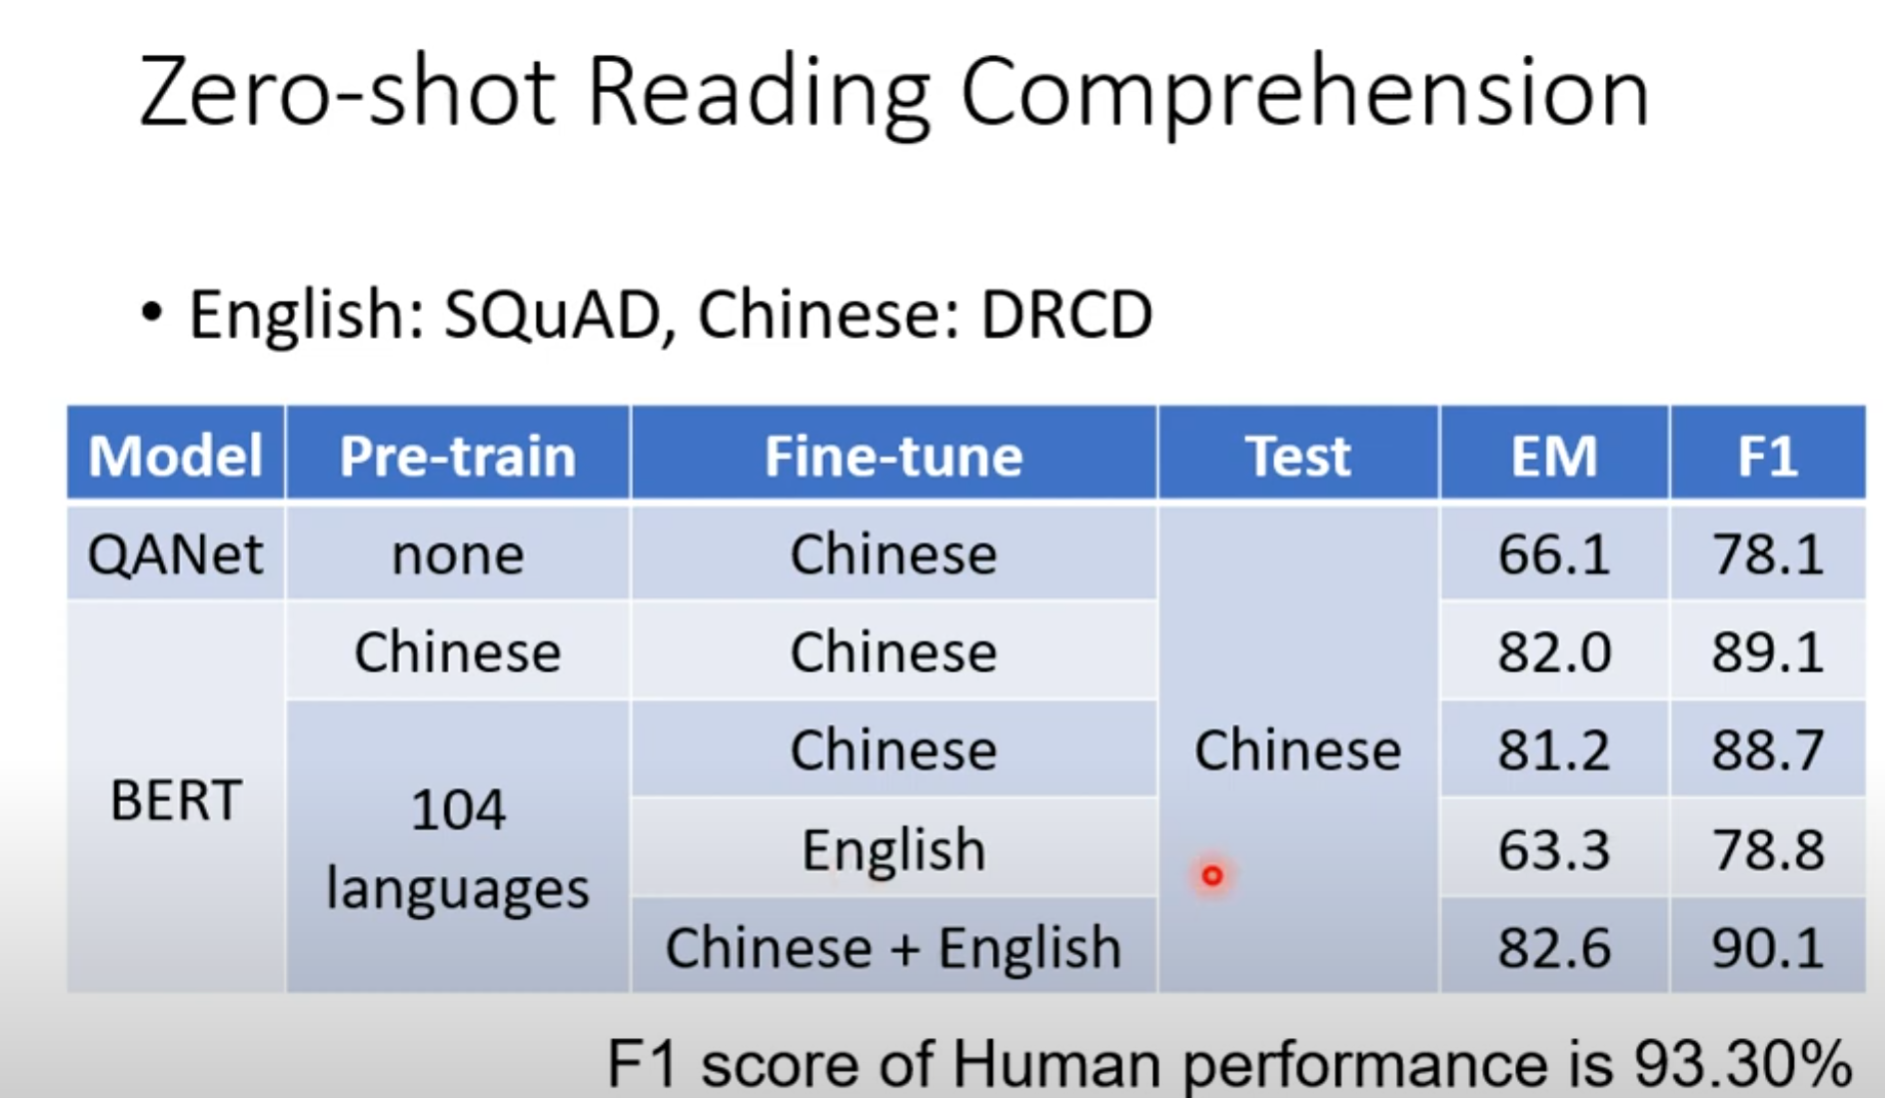 Zero-shot Reading Comprehension
• English: SQuAD, Chinese: DRCD
Model Pre-train Fine-tune Test EM F1
QANet none Chinese 66.1 78.1
Chinese Chinese 82.0 89.1
Chinese Chinese 81.2 88.7
BERT 104
languages
English 63.3 78.8
Chinese + English 82.6 90.1
F1 score of Human performance is 93.30%